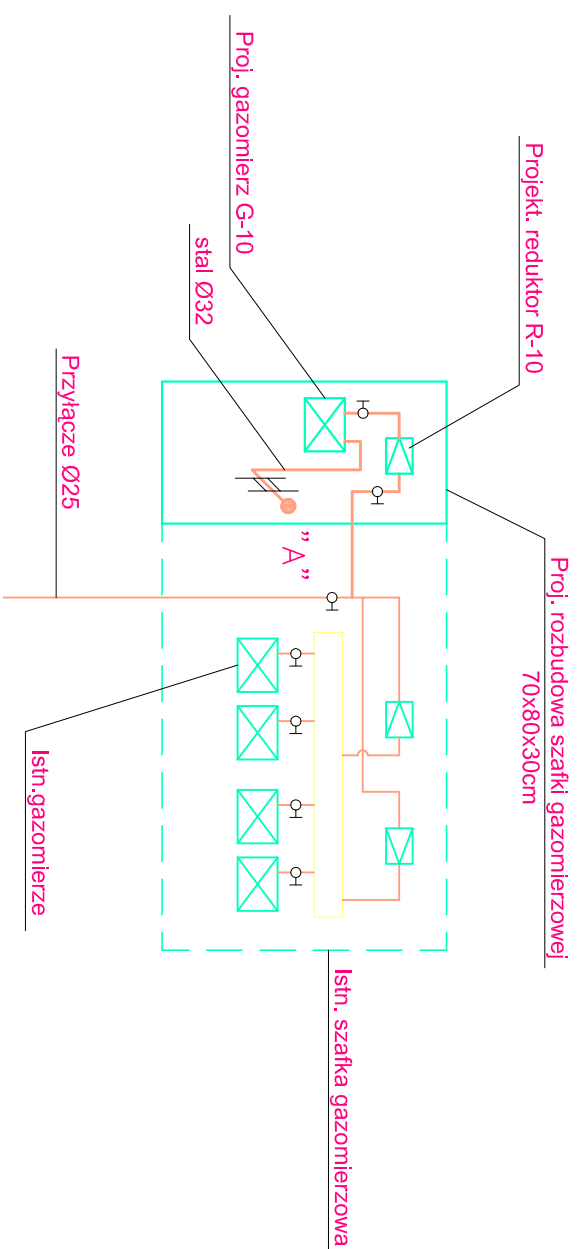 Proj. rozbudowa szafki gazomierzowej
70x80x30cm
Projekt. reduktor R-10
Proj. gazomierz G-10
stal Ø32
Przyłącze Ø25
"A"
Istn.gazomierze
Istn. szafka gazomierzowa